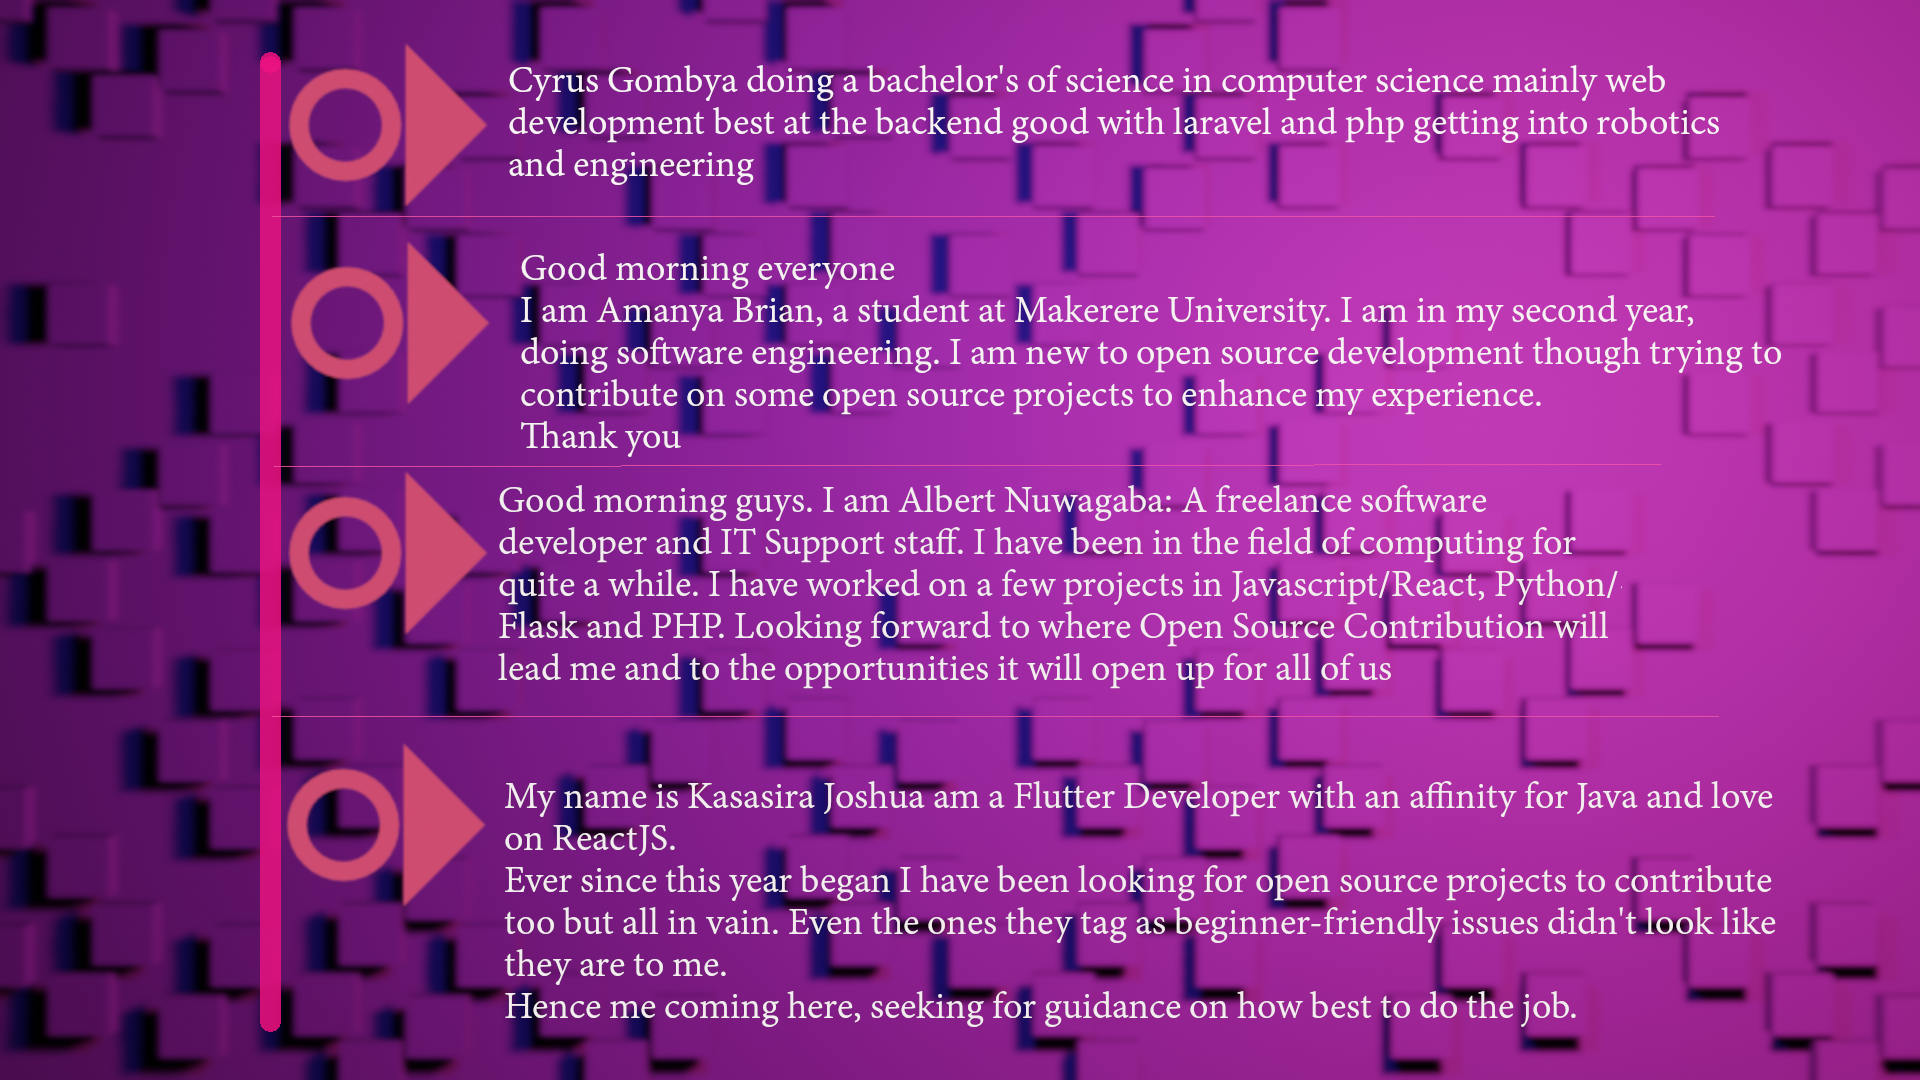 Cyrus Gombya doing a bachelor's of science in computer science mainly web
development best at the backend good with laravel and php getting into robotics
and engineering
Good morning everyone
I am Amanya Brian, a student at Makerere University. I am in my second year,
doing software engineering. I am new to open source development though trying to
contribute on some open source projects to enhance my experience.
Thank you
Good morning guys. I am Albert Nuwagaba: A freelance software
developer and IT Support staff. I have been in the field of computing for
quite a while. I have worked on a few projects in Javascript/React, Python/
Flask and PHP. Looking forward to where Open Source Contribution will
lead me and to the opportunities it will open up for all of us
My name is Kasasira Joshua am a Flutter Developer with an affinity for Java and love
on ReactJS.
Ever since this year began I have been looking for open source projects to contribute
too but all in vain. Even the ones they tag as beginner-friendly issues didn't look like
they are to me.
Hence me coming here, seeking for guidance on how best to do the job.